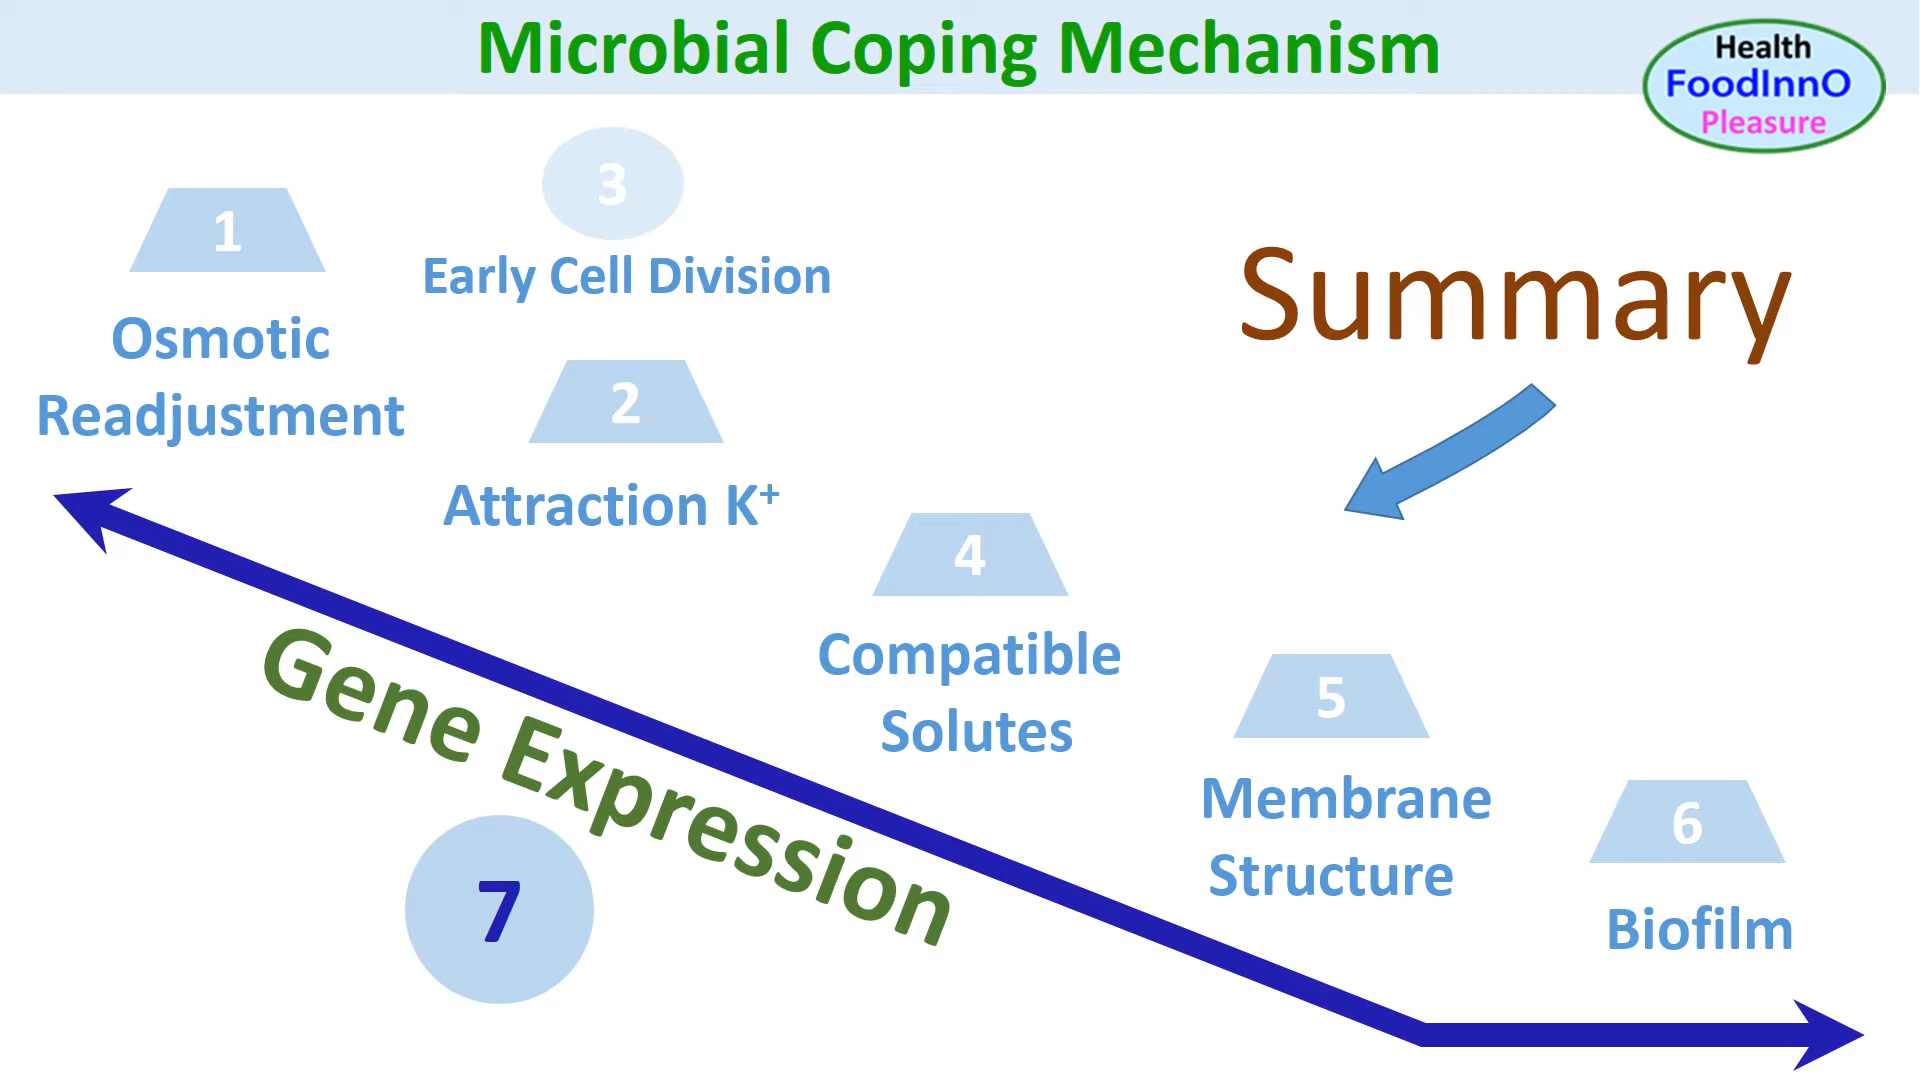 Microbial Coping Mechanism
Health
FoodInnO
Pleasure
1
Osmotic
Readjustment
3
Early Cell Division
2
Attraction K⁺
Summary
4
Compatible
Solutes
5
Membrane
Structure
6
Biofilm
Gene Expression
7